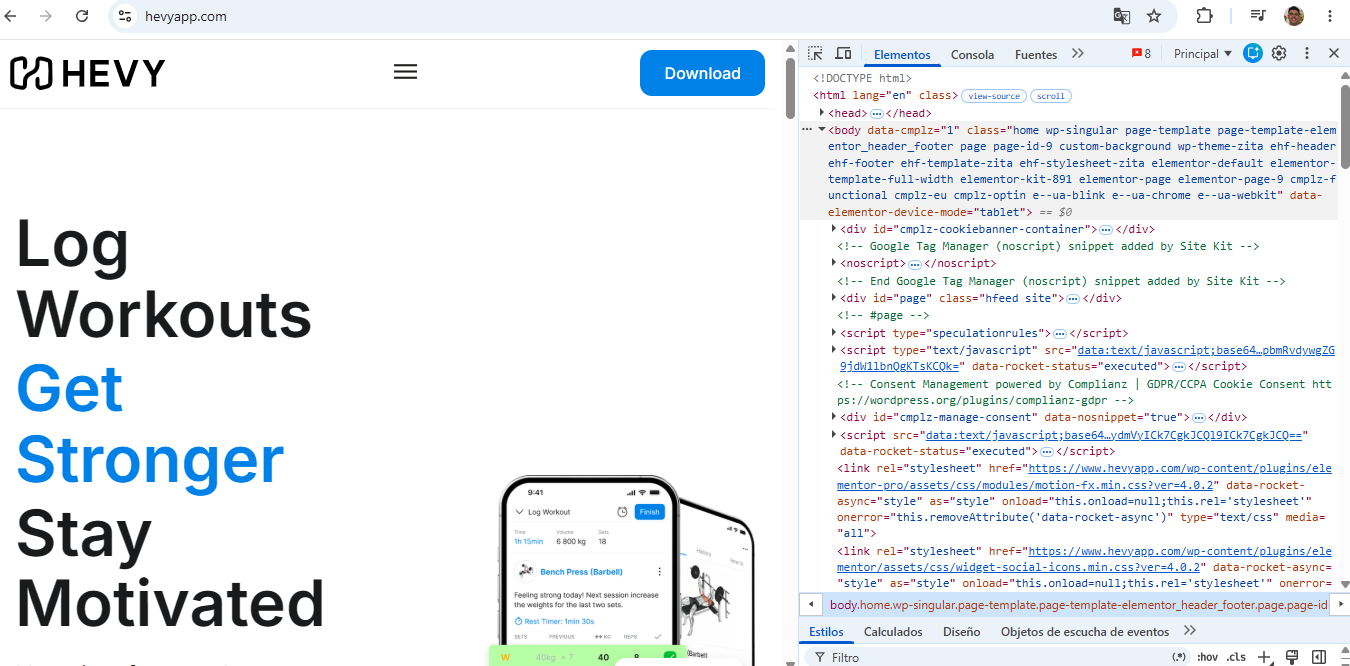 hevyapp.com
HEVY
Download
Log
Workouts
Get
Stronger
Stay
Motivated
9:41
Log Workout
Finish
Time
Volume
Sets
1h 15min
6 800 kg
18
Bench Press (Barbell)
Feeling strong today! Next session increase
the weights for the last two sets.
Rest Timer: 1min 30s
SETS PREVIOUS KG REPS
W 40kg × 7 40 8
History
How to
(Barbell
Elementos Consola Fuentes 8 Principal
<!DOCTYPE html>
<html lang="en" class> view-source scroll
<head> </head>
<body data-cmplz="1" class="home wp-singular page-template page-template-elem
entor_header_footer page page-id-9 custom-background wp-theme-zita ehf-header
ehf-footer ehf-template-zita ehf-stylesheet-zita elementor-default elementor-
template-full-width elementor-kit-891 elementor-page elementor-page-9 cmplz-f
unctional cmplz-eu cmplz-optin e--ua-blink e--ua-chrome e--ua-webkit" data-
elementor-device-mode="tablet"> == $0
<div id="cmplz-cookiebanner-container"> </div>
<!-- Google Tag Manager (noscript) snippet added by Site Kit -->
<noscript> </noscript>
<!-- End Google Tag Manager (noscript) snippet added by Site Kit -->
<div id="page" class="hfeed site"> </div>
<!-- #page -->
<script type="speculationrules"> </script>
<script type="text/javascript" src="data:text/javascript;base64…pbmRvdywgZG
9jdW1lbnQgKTsKCQk=" data-rocket-status="executed"> </script>
<!-- Consent Management powered by Complianz | GDPR/CCPA Cookie Consent htt
ps://wordpress.org/plugins/complianz-gdpr -->
<div id="cmplz-manage-consent" data-nosnippet="true"> </div>
<script src="data:text/javascript;base64…ydmVyICk7CgkJCQl9ICk7CgkJCQ=="
data-rocket-status="executed"> </script>
<link rel="stylesheet" href="https://www.hevyapp.com/wp-content/plugins/ele
mentor-pro/assets/css/modules/motion-fx.min.css?ver=4.0.2" data-rocket-
async="style" as="style" onload="this.onload=null;this.rel='stylesheet'"
onerror="this.removeAttribute('data-rocket-async')" type="text/css" media=
"all">
<link rel="stylesheet" href="https://www.hevyapp.com/wp-content/plugins/ele
mentor/assets/css/widget-social-icons.min.css?ver=4.0.2" data-rocket-async=
"style" as="style" onload="this.onload=null;this.rel='stylesheet'" onerror=
body.home.wp-singular.page-template.page-template-elementor_header_footer.page.page-id
Estilos Calculados Diseño Objetos de escucha de eventos
Filtro :hov .cls